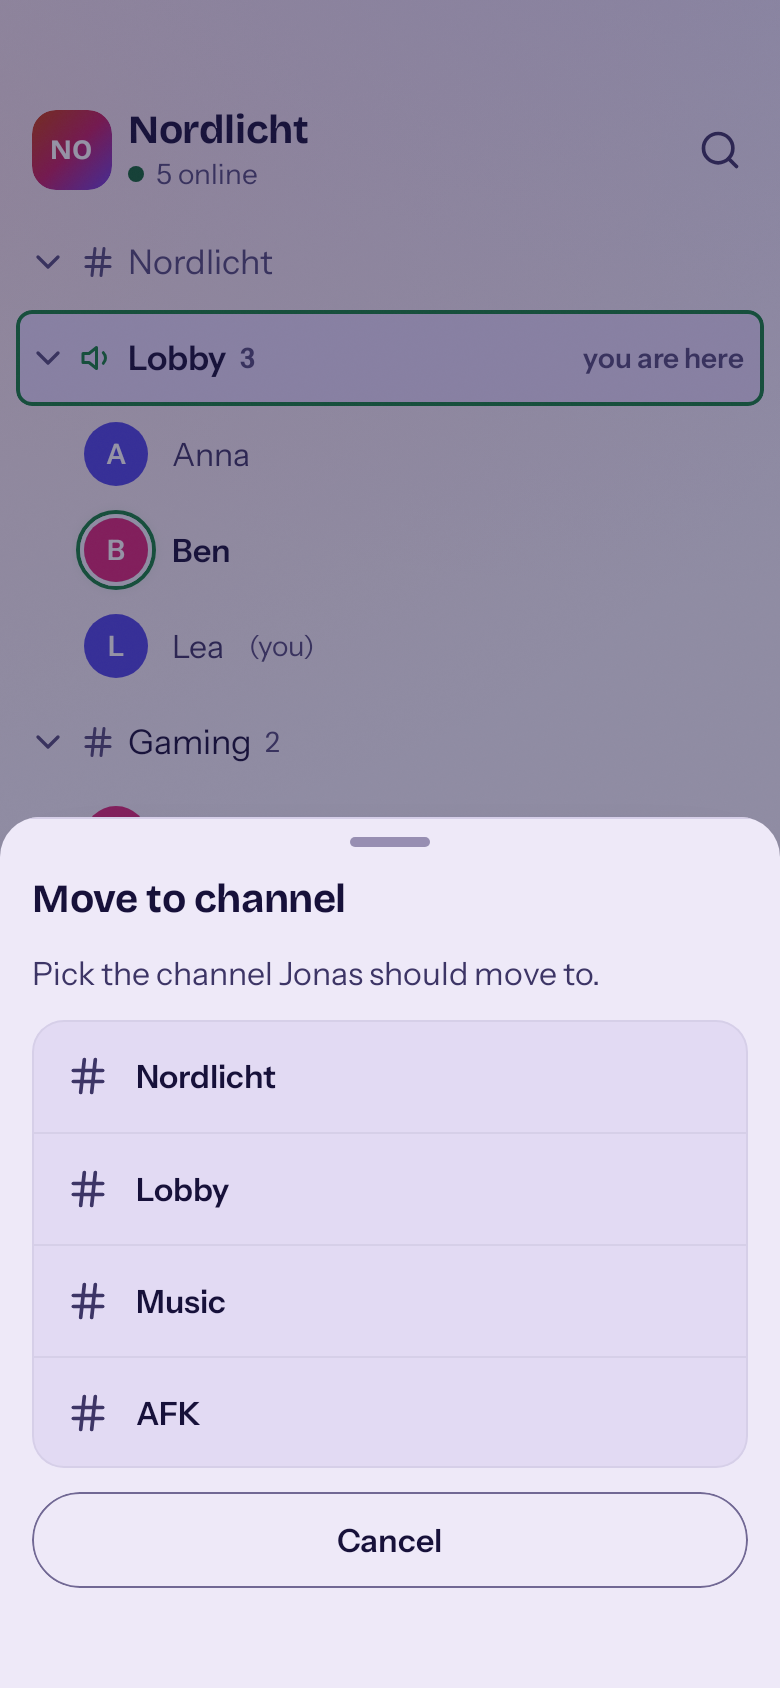 NO
Nordlicht
5 online
# Nordlicht
Lobby 3 you are here
A Anna
B Ben
L Lea (you)
# Gaming 2
Move to channel
Pick the channel Jonas should move to.
# Nordlicht
# Lobby
# Music
# AFK
Cancel